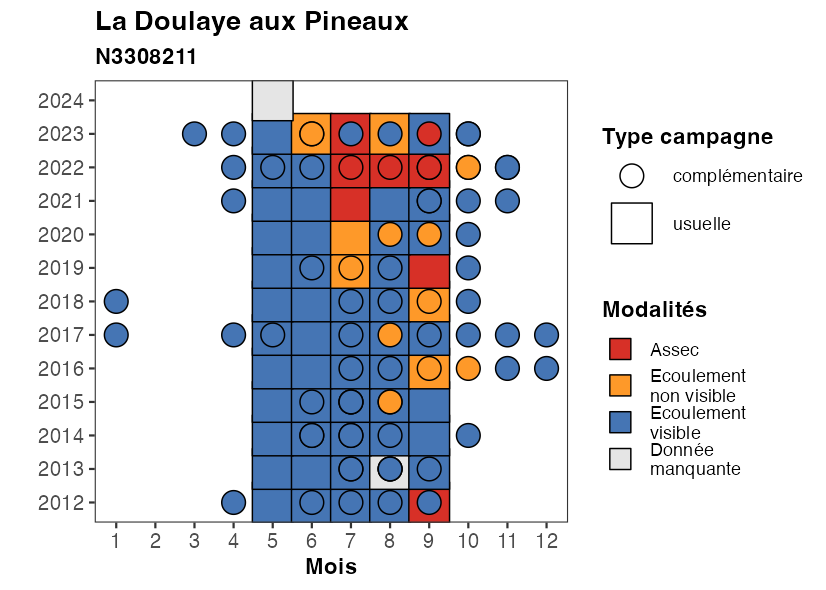 La Doulaye aux Pineaux
N3308211
2024
2023
2022
2021
2020
2019
2018
2017
2016
2015
2014
2013
2012
1 2 3 4 5 6 7 8 9 10 11 12
Mois
Type campagne
complémentaire
usuelle
Modalités
Assec
Ecoulement
non visible
Ecoulement
visible
Donnée
manquante